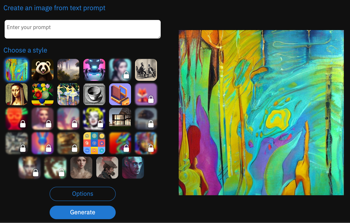 Create an image from text prompt
Enter your prompt
Choose a style
Options
Generate